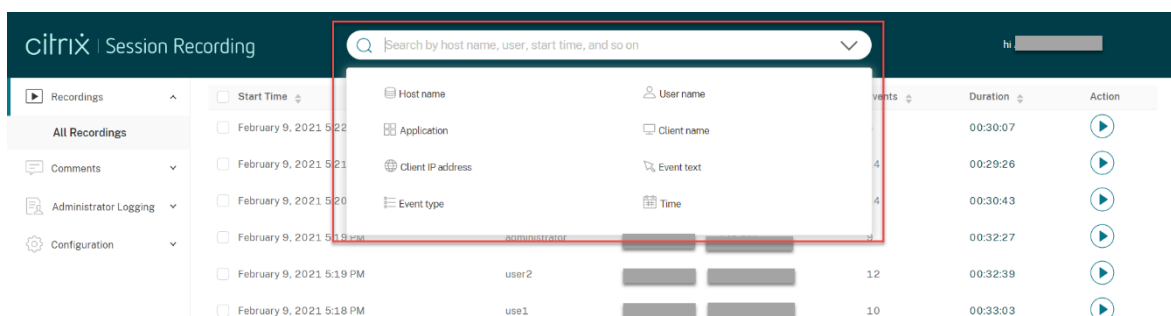 citrix | Session Recording
Search by host name, user, start time, and so on
hi
Recordings
All Recordings
Comments
Administrator Logging
Configuration
Start Time Duration Action
Host name User name
Application Client name
Client IP address Event text
Event type Time
February 9, 2021 5:22 00:30:07
February 9, 2021 5:21 4 00:29:26
February 9, 2021 5:20 4 00:30:43
February 9, 2021 5:19 PM administrator 9 00:32:27
February 9, 2021 5:19 PM user2 12 00:32:39
February 9, 2021 5:18 PM use1 10 00:33:03